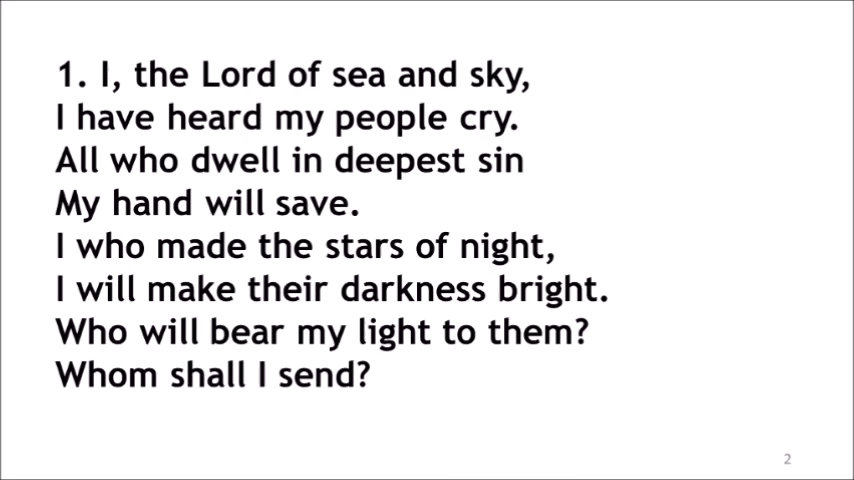 1. I, the Lord of sea and sky,
I have heard my people cry.
All who dwell in deepest sin
My hand will save.
I who made the stars of night,
I will make their darkness bright.
Who will bear my light to them?
Whom shall I send?
2